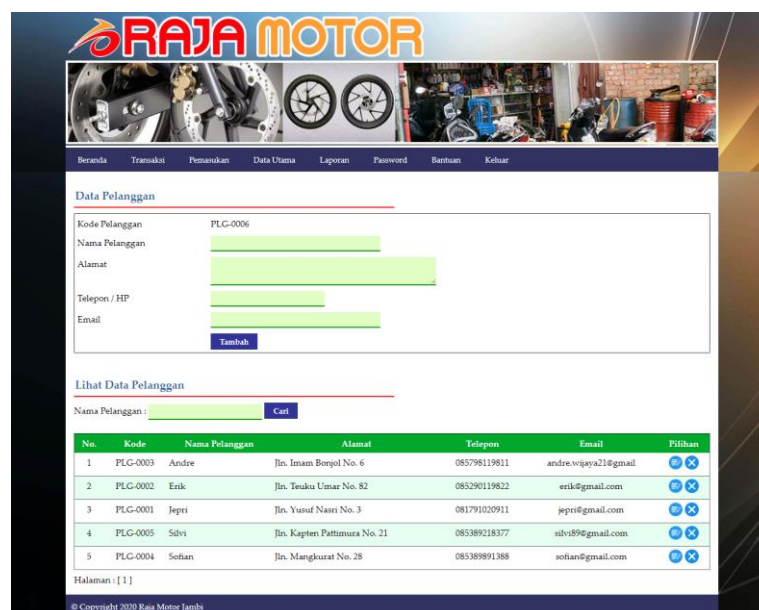 RAJA MOTOR
Beranda Transaksi Pemasukan Data Utama Laporan Password Bantuan Keluar
Data Pelanggan
Kode Pelanggan PLG-0006
Nama Pelanggan
Alamat
Telepon / HP
Email
Tambah
Lihat Data Pelanggan
Nama Pelanggan : Cari
No. Kode Nama Pelanggan Alamat Telepon Email Pilihan
1 PLG-0003 Andre Jln. Imam Bonjol No. 6 085798119811 andre.wijaya21@gmail
2 PLG-0002 Erik Jln. Teuku Umar No. 82 085290119822 erik@gmail.com
3 PLG-0001 Jepri Jln. Yusuf Nasri No. 3 081791020911 jepri@gmail.com
4 PLG-0005 Silvi Jln. Kapten Pattimura No. 21 085389218377 silvi89@gmail.com
5 PLG-0004 Sofian Jln. Mangkurat No. 28 085389891388 sofian@gmail.com
Halaman : [ 1 ]
© Copyright 2020 Raja Motor Jambi